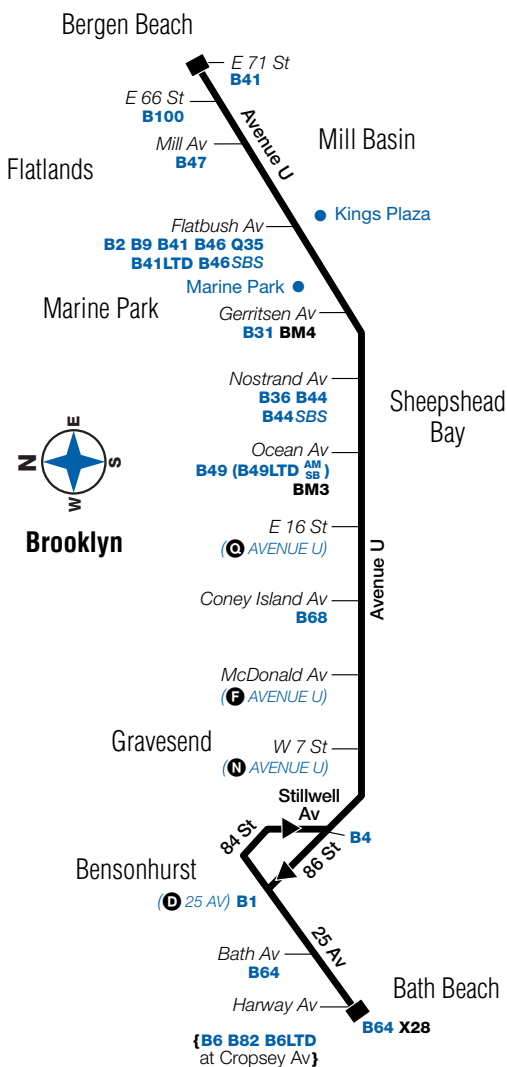 Bergen Beach
E 71 St
B41
E 66 St
B100
Avenue U
Mill Basin
Mill Av
B47
Flatlands
Kings Plaza
Flatbush Av
B2 B9 B41 B46 Q35
B41LTD B46SBS
Marine Park
Marine Park
Gerritsen Av
B31 BM4
Nostrand Av
B36 B44
B44SBS
Sheepshead
Bay
Ocean Av
B49 (B49LTD AM SB)
BM3
N
E
S
W
Brooklyn
E 16 St
(Q AVENUE U)
Avenue U
Coney Island Av
B68
McDonald Av
(F AVENUE U)
Gravesend
W 7 St
(N AVENUE U)
Stillwell
Av
84 St
B4
86 St
Bensonhurst
(D 25 AV) B1
25 Av
Bath Av
B64
Bath Beach
Harway Av
B64 X28
{B6 B82 B6LTD
at Cropsey Av}